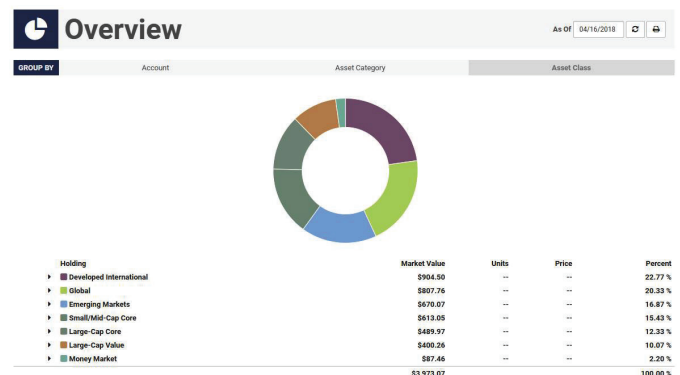 Overview
As Of 04/16/2018
GROUP BY Account Asset Category Asset Class
Holding Market Value Units Price Percent
Developed International $904.50 -- -- 22.77 %
Global $807.76 -- -- 20.33 %
Emerging Markets $670.07 -- -- 16.87 %
Small/Mid-Cap Core $613.05 -- -- 15.43 %
Large-Cap Core $489.97 -- -- 12.33 %
Large-Cap Value $400.26 -- -- 10.07 %
Money Market $87.46 -- -- 2.20 %
$3,973.07 100.00 %